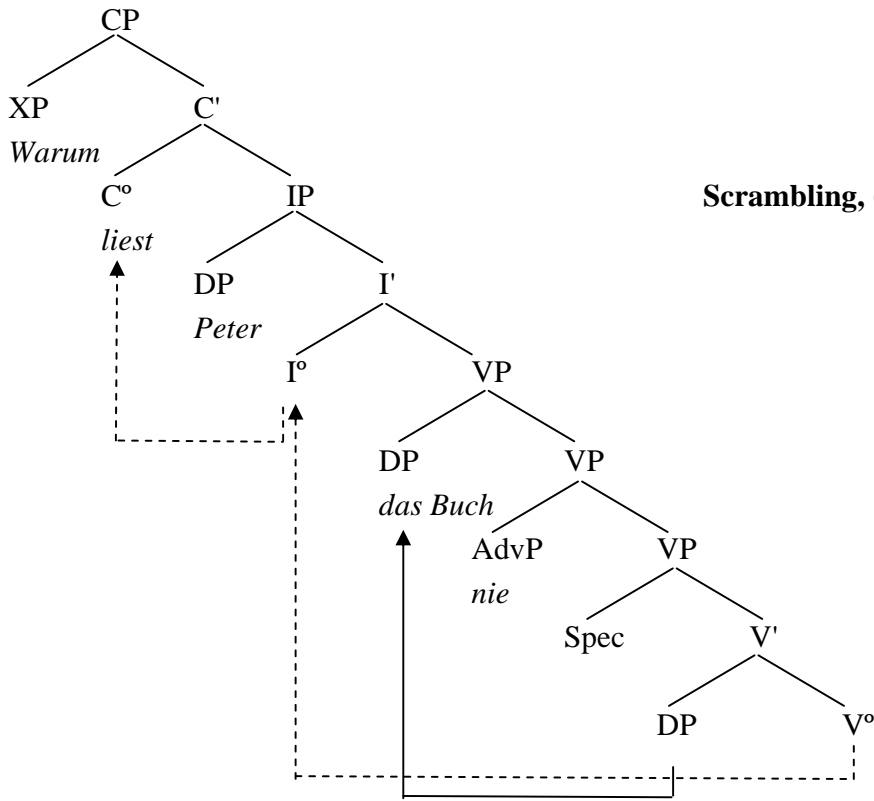 CP
XP C'
Warum
Cº IP
Scrambling,
liest
DP I'
Peter
Iº VP
DP VP
das Buch
AdvP VP
nie
Spec V'
DP Vº